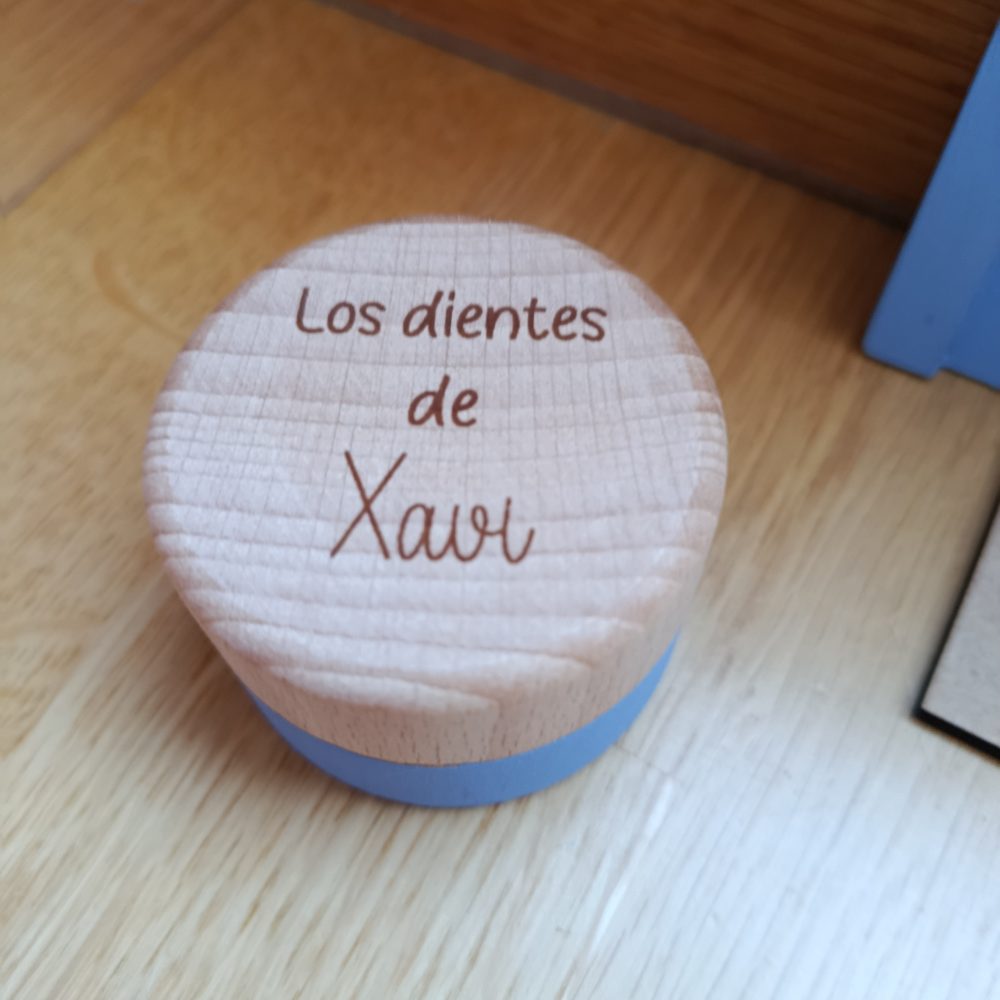 Los dientes
de
Xavi